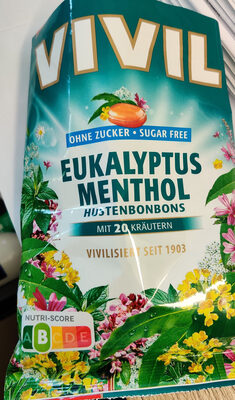 VIVIL
OHNE ZUCKER • SUGAR FREE
EUKALYPTUS
MENTHOL
HUSTENBONBONS
MIT 20 KRÄUTERN
VIVILISIERT SEIT 1903
NUTRI-SCORE
A B C D E